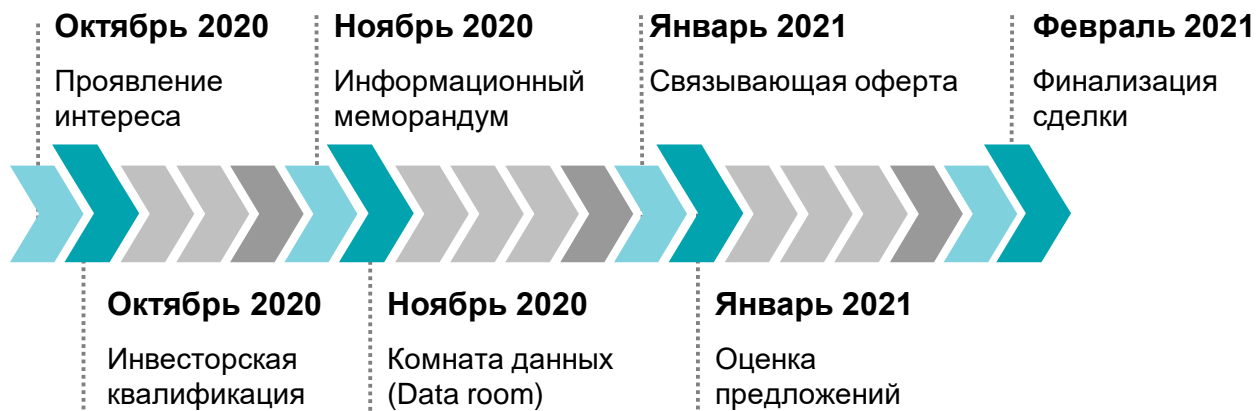 Октябрь 2020
Проявление
интереса
Ноябрь 2020
Информационный
меморандум
Январь 2021
Связывающая оферта
Февраль 2021
Финализация
сделки
Октябрь 2020
Инвесторская
квалификация
Ноябрь 2020
Комната данных
(Data room)
Январь 2021
Оценка
предложений